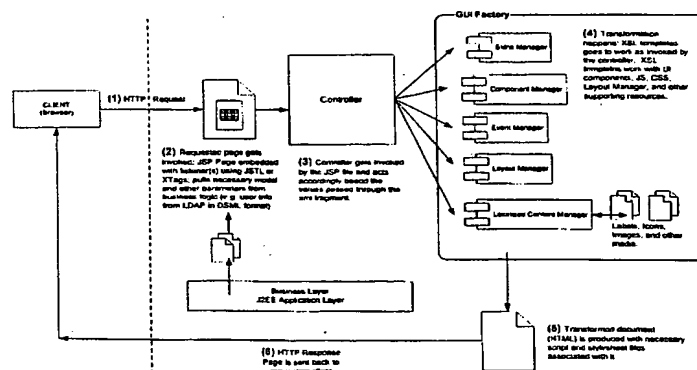 GUI Factory
Skins Manager
(4) Transformation
happens: XSL templates
goes to work as invoked by
the controller. XSL
templates work with UI
components, JS, CSS,
Layout Manager, and other
supporting resources.
Component Manager
Event Manager
Layout Manager
Localized Content Manager
Labels, Icons,
Images, and other
media.
CLIENT
(browser)
(1) HTTP Request
Controller
(2) Requested page gets
invoked: JSP Page embedded
with listener(s) using JSTL or
XTags, pulls necessary model
and other parameters from
business logic (e.g. user info
from LDAP in DSML format)
(3) Controller gets invoked
by the JSP file and acts
accordingly based the
values passed through the
xml fragment.
Business Layer
J2EE Application Layer
(5) Transformed document
(HTML) is produced with necessary
script and stylesheet files
associated with it
(6) HTTP Response
Page is sent back to